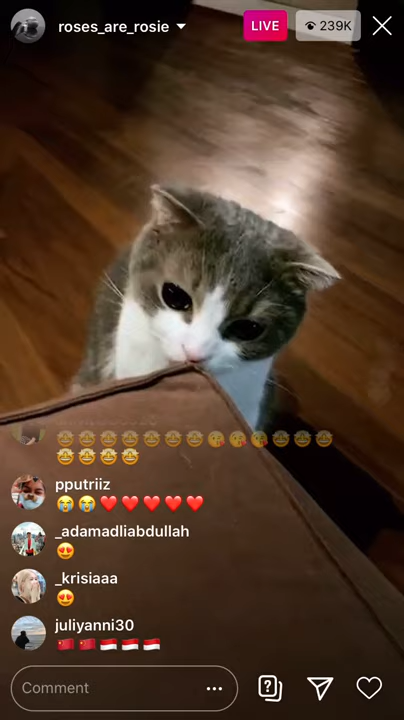 roses_are_rosie
LIVE
239K
pputriiz
_adamadliabdullah
_krisiaaa
juliyanni30
Comment